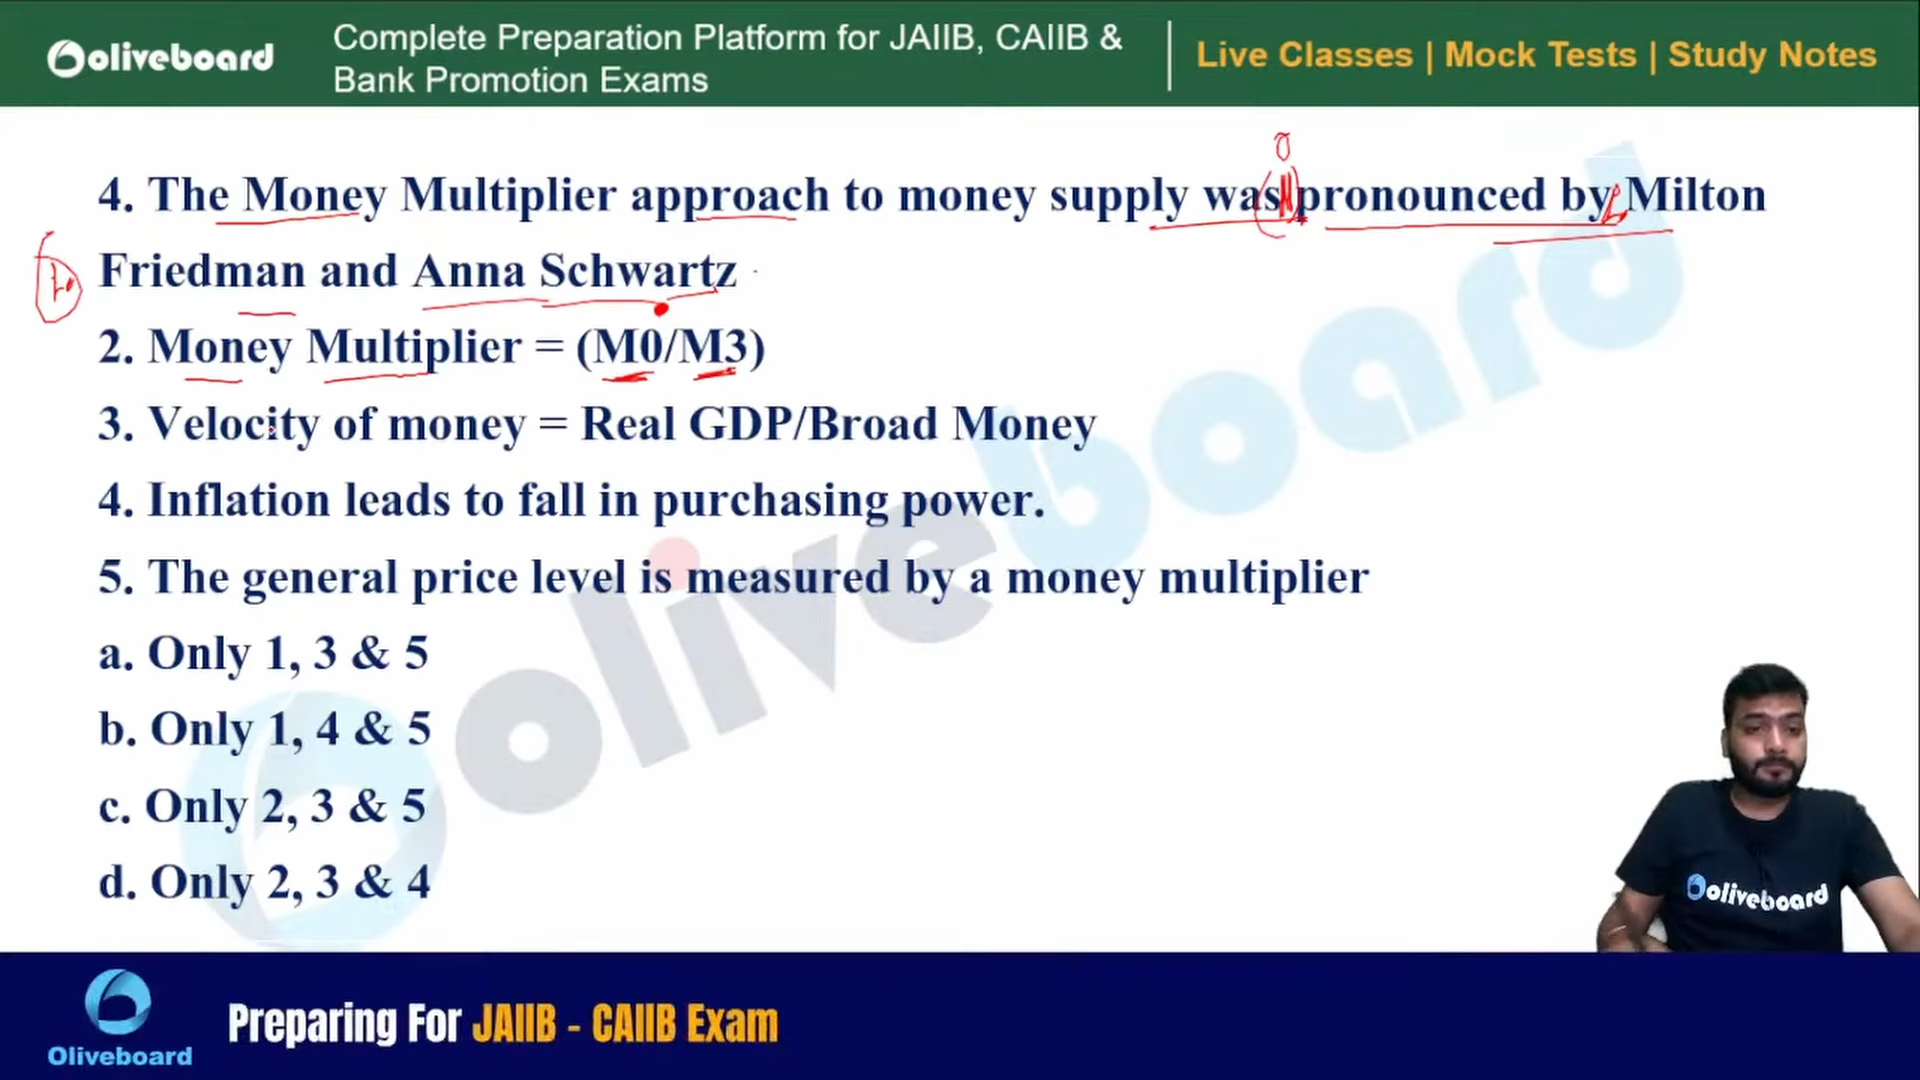 oliveboard
Complete Preparation Platform for JAIIB, CAIIB &
Bank Promotion Exams
Live Classes | Mock Tests | Study Notes
4. The Money Multiplier approach to money supply was pronounced by Milton
Friedman and Anna Schwartz
2. Money Multiplier = (M0/M3)
3. Velocity of money = Real GDP/Broad Money
4. Inflation leads to fall in purchasing power.
5. The general price level is measured by a money multiplier
a. Only 1, 3 & 5
b. Only 1, 4 & 5
c. Only 2, 3 & 5
d. Only 2, 3 & 4
oliveboard
oliveboard
Preparing For JAIIB - CAIIB Exam
Oliveboard